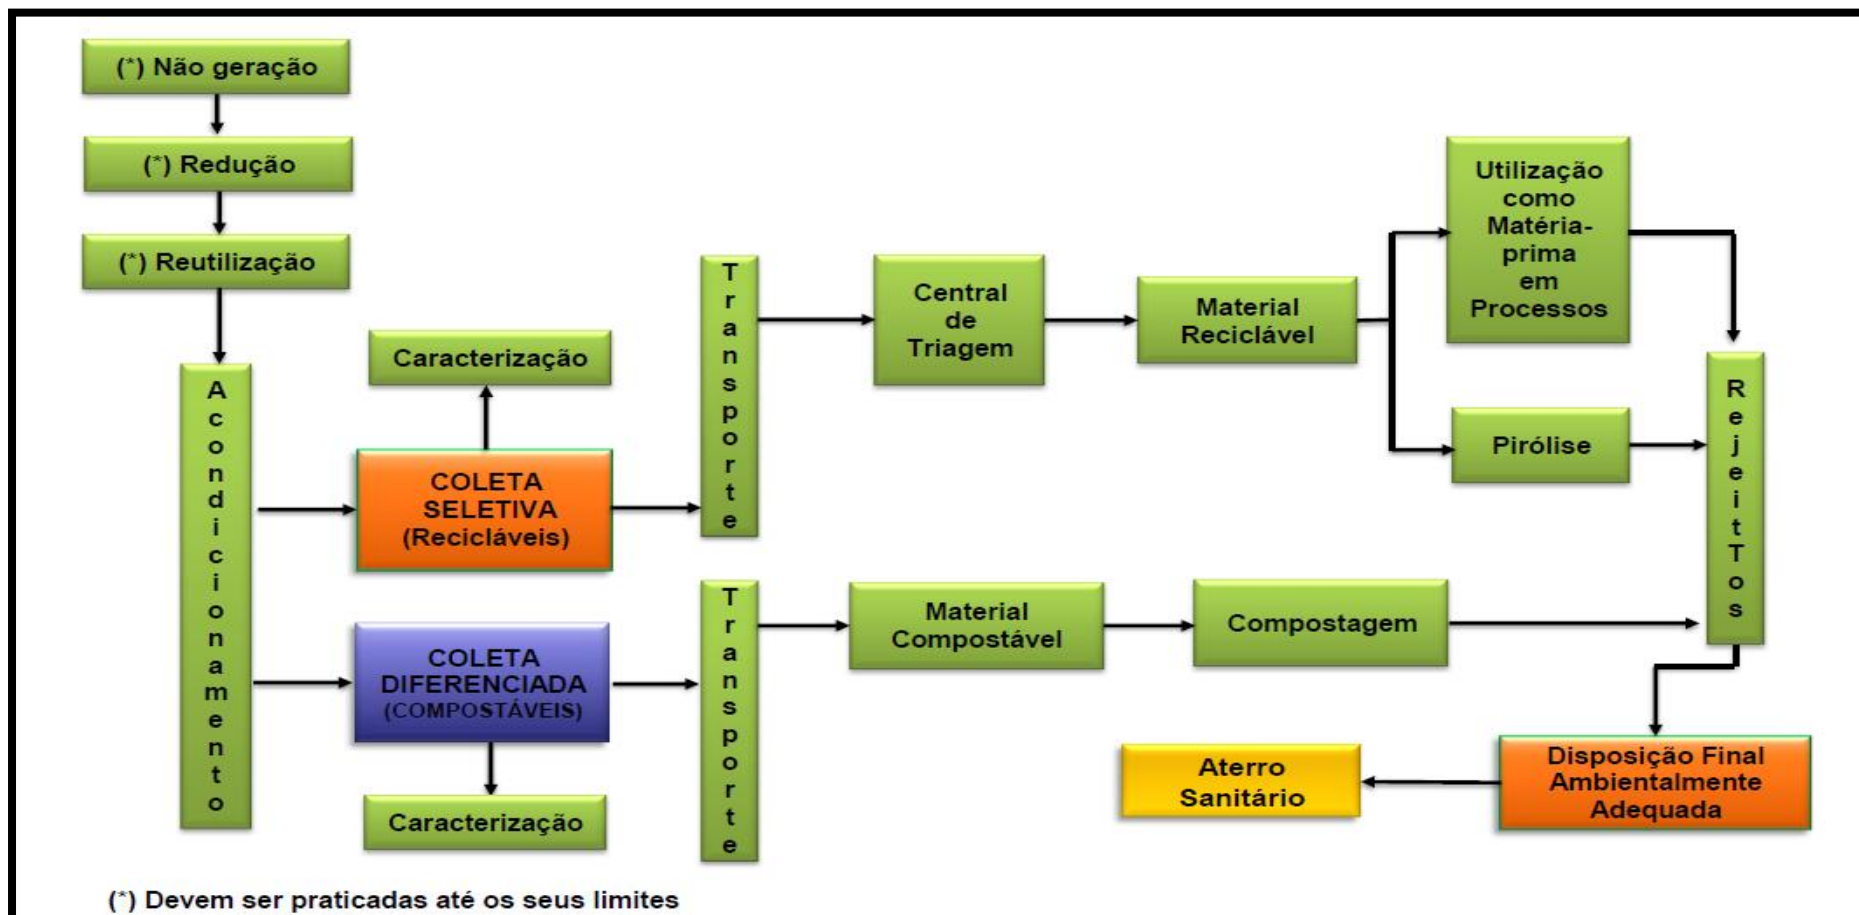 (*) Não geração
(*) Redução
(*) Reutilização
Acondicionamento
Caracterização
COLETA
SELETIVA
(Recicláveis)
COLETA
DIFERENCIADA
(COMPOSTÁVEIS)
Caracterização
Transporte
Transporte
Central
de
Triagem
Material
Reciclável
Utilização
como
Matéria-
prima
em
Processos
Pirólise
Material
Compostável
Compostagem
RejeitTos
Disposição Final
Ambientalmente
Adequada
Aterro
Sanitário
(*) Devem ser praticadas até os seus limites